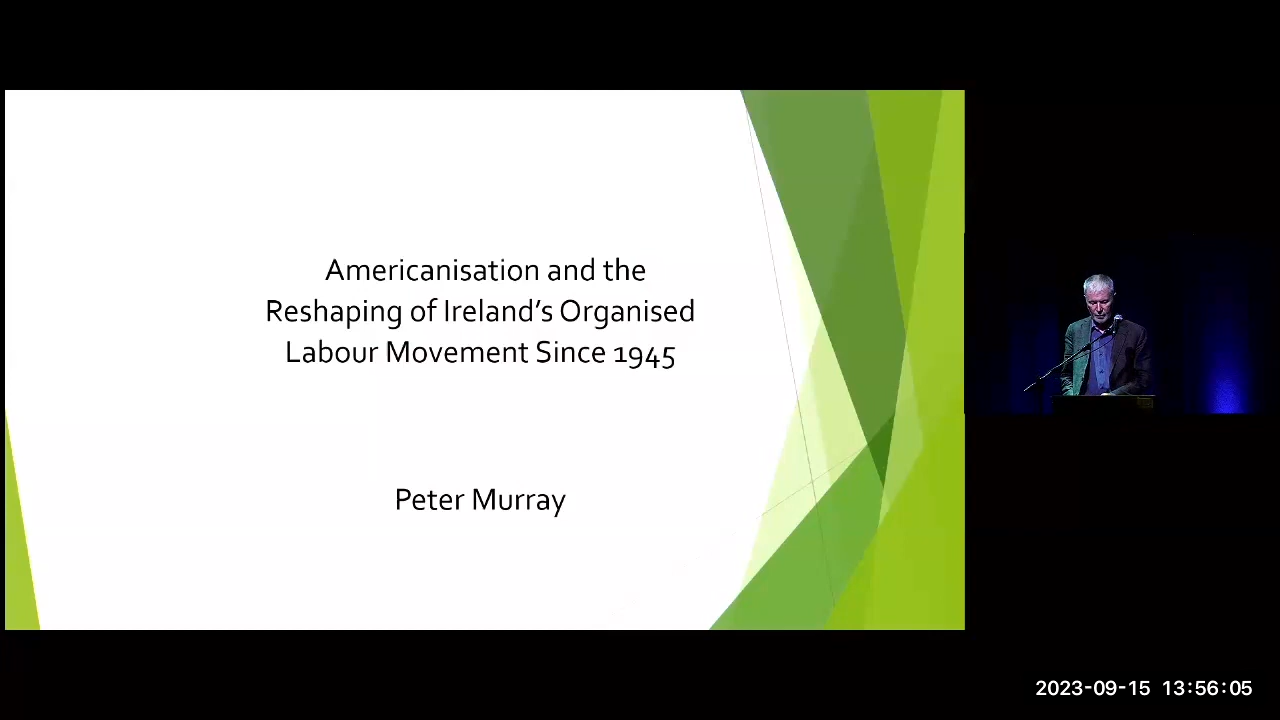 Americanisation and the
Reshaping of Ireland’s Organised
Labour Movement Since 1945
Peter Murray
2023-09-15 13:56:05